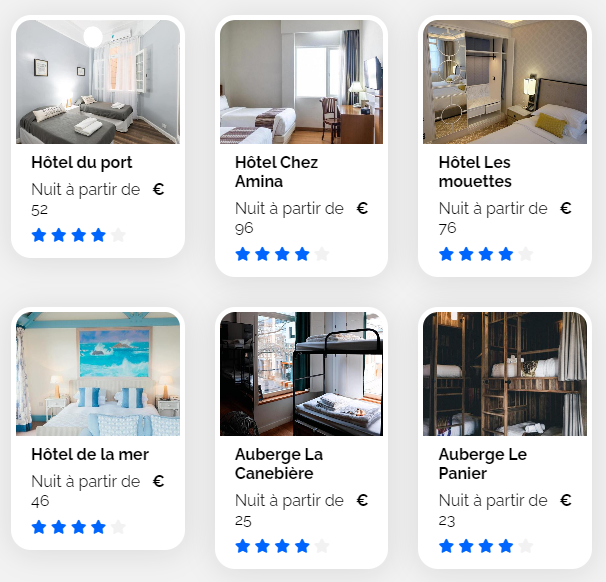 Hôtel du port
Nuit à partir de €
52
Hôtel Chez
Amina
Nuit à partir de €
96
Hôtel Les
mouettes
Nuit à partir de €
76
Hôtel de la mer
Nuit à partir de €
46
Auberge La
Canebière
Nuit à partir de €
25
Auberge Le
Panier
Nuit à partir de €
23